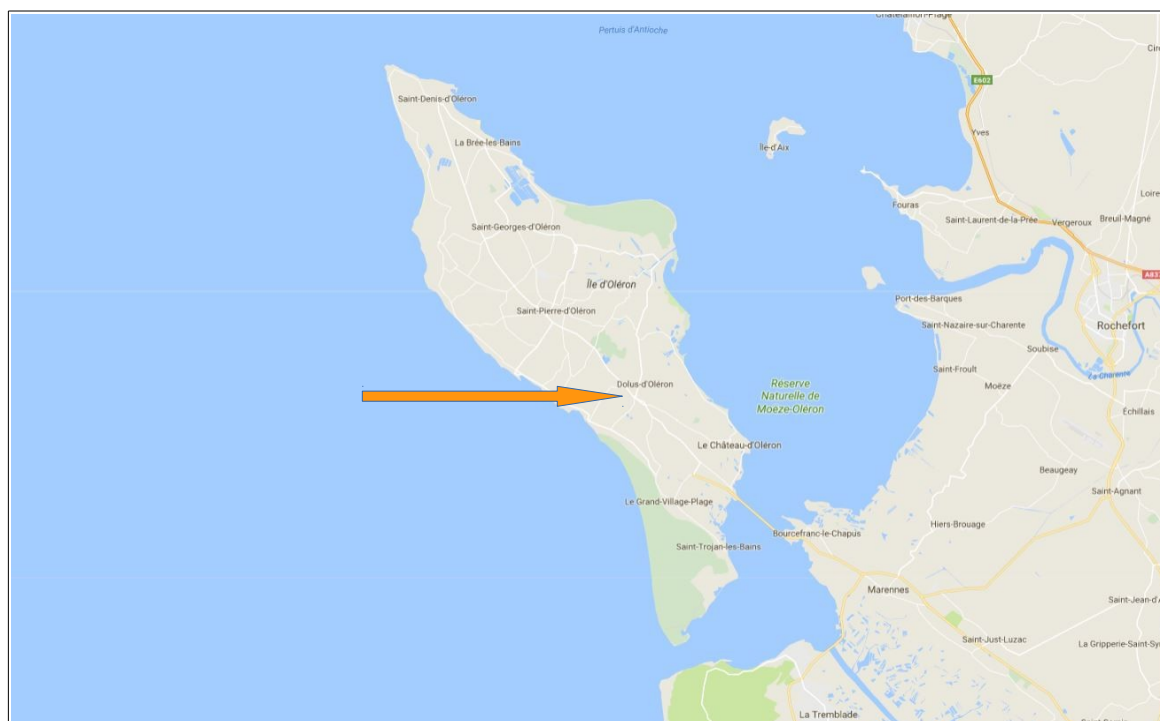 Châtelaillon-Plage
Pertuis d'Antioche
E602
Saint-Denis-d'Oléron
Yves
La Brée-les-Bains
Île-d'Aix
Fouras
Saint-Laurent-de-la-Prée
Vergeroux
Breuil-Magné
Saint-Georges-d'Oléron
Île d'Oléron
Port-des-Barques
Saint-Pierre-d'Oléron
Saint-Nazaire-sur-Charente
Rochefort
Soubise
Saint-Froult
La Charente
Dolus-d'Oléron
Réserve
Naturelle de
Moeze-Oléron
Moëze
Échillais
Le Château-d'Oléron
Beaugeay
Saint-Agnant
Le Grand-Village-Plage
Hiers-Brouage
Bourcefranc-le-Chapus
Saint-Trojan-les-Bains
Marennes
Saint-Jean-d'A
Saint-Just-Luzac
La Gripperie-Saint-Sy
La Tremblade